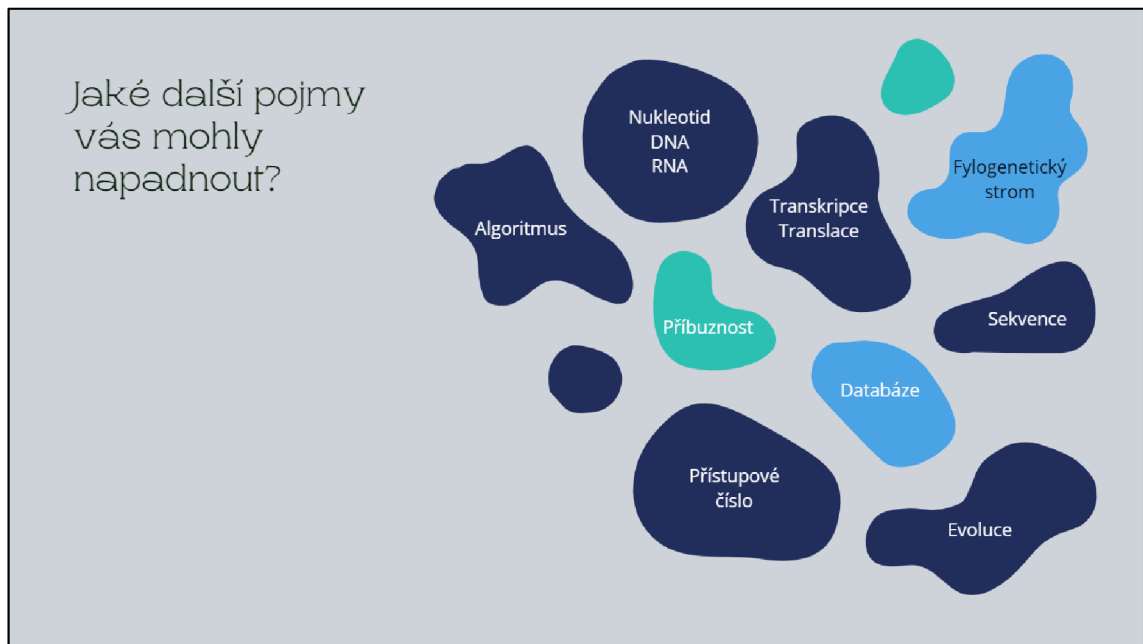 Jaké další pojmy
vás mohly
napadnout?
Nukleotid
DNA
RNA
Fylogenetický
strom
Transkripce
Translace
Algoritmus
Příbuznost
Sekvence
Databáze
Přístupové
číslo
Evoluce